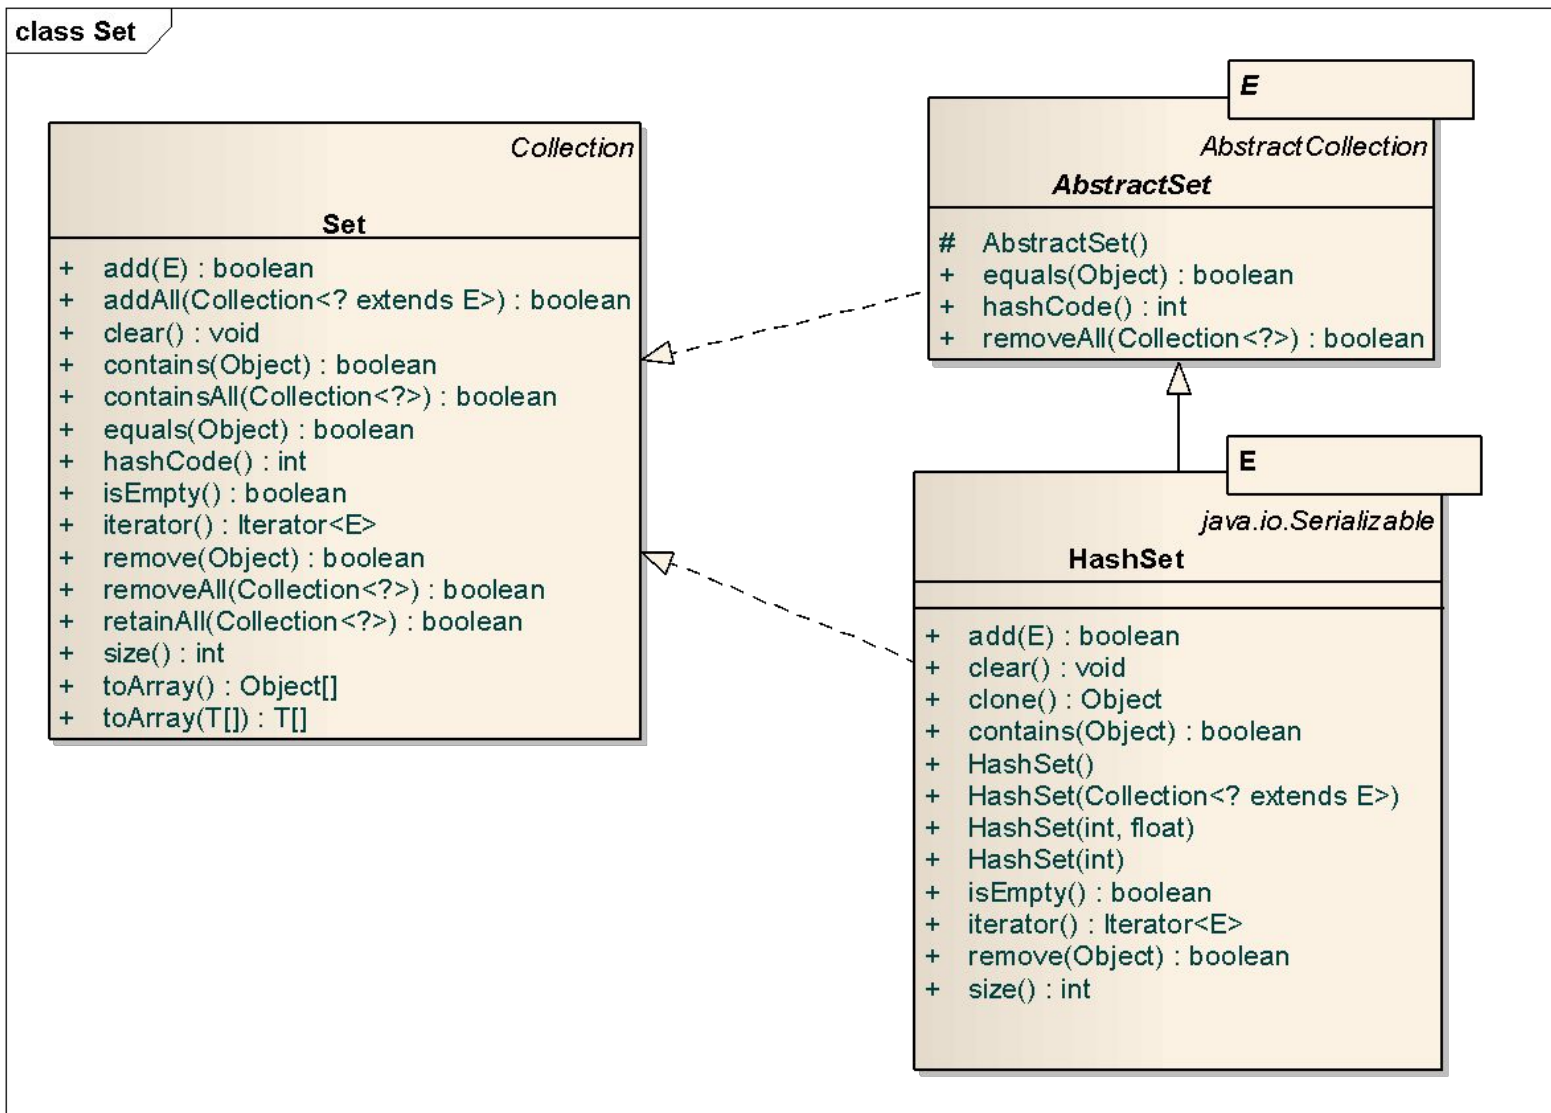 class Set
Collection
Set
+ add(E) : boolean
+ addAll(Collection<? extends E>) : boolean
+ clear() : void
+ contains(Object) : boolean
+ containsAll(Collection<?>) : boolean
+ equals(Object) : boolean
+ hashCode() : int
+ isEmpty() : boolean
+ iterator() : Iterator<E>
+ remove(Object) : boolean
+ removeAll(Collection<?>) : boolean
+ retainAll(Collection<?>) : boolean
+ size() : int
+ toArray() : Object[]
+ toArray(T[]) : T[]
E
AbstractCollection
AbstractSet
# AbstractSet()
+ equals(Object) : boolean
+ hashCode() : int
+ removeAll(Collection<?>) : boolean
E
java.io.Serializable
HashSet
+ add(E) : boolean
+ clear() : void
+ clone() : Object
+ contains(Object) : boolean
+ HashSet()
+ HashSet(Collection<? extends E>)
+ HashSet(int, float)
+ HashSet(int)
+ isEmpty() : boolean
+ iterator() : Iterator<E>
+ remove(Object) : boolean
+ size() : int